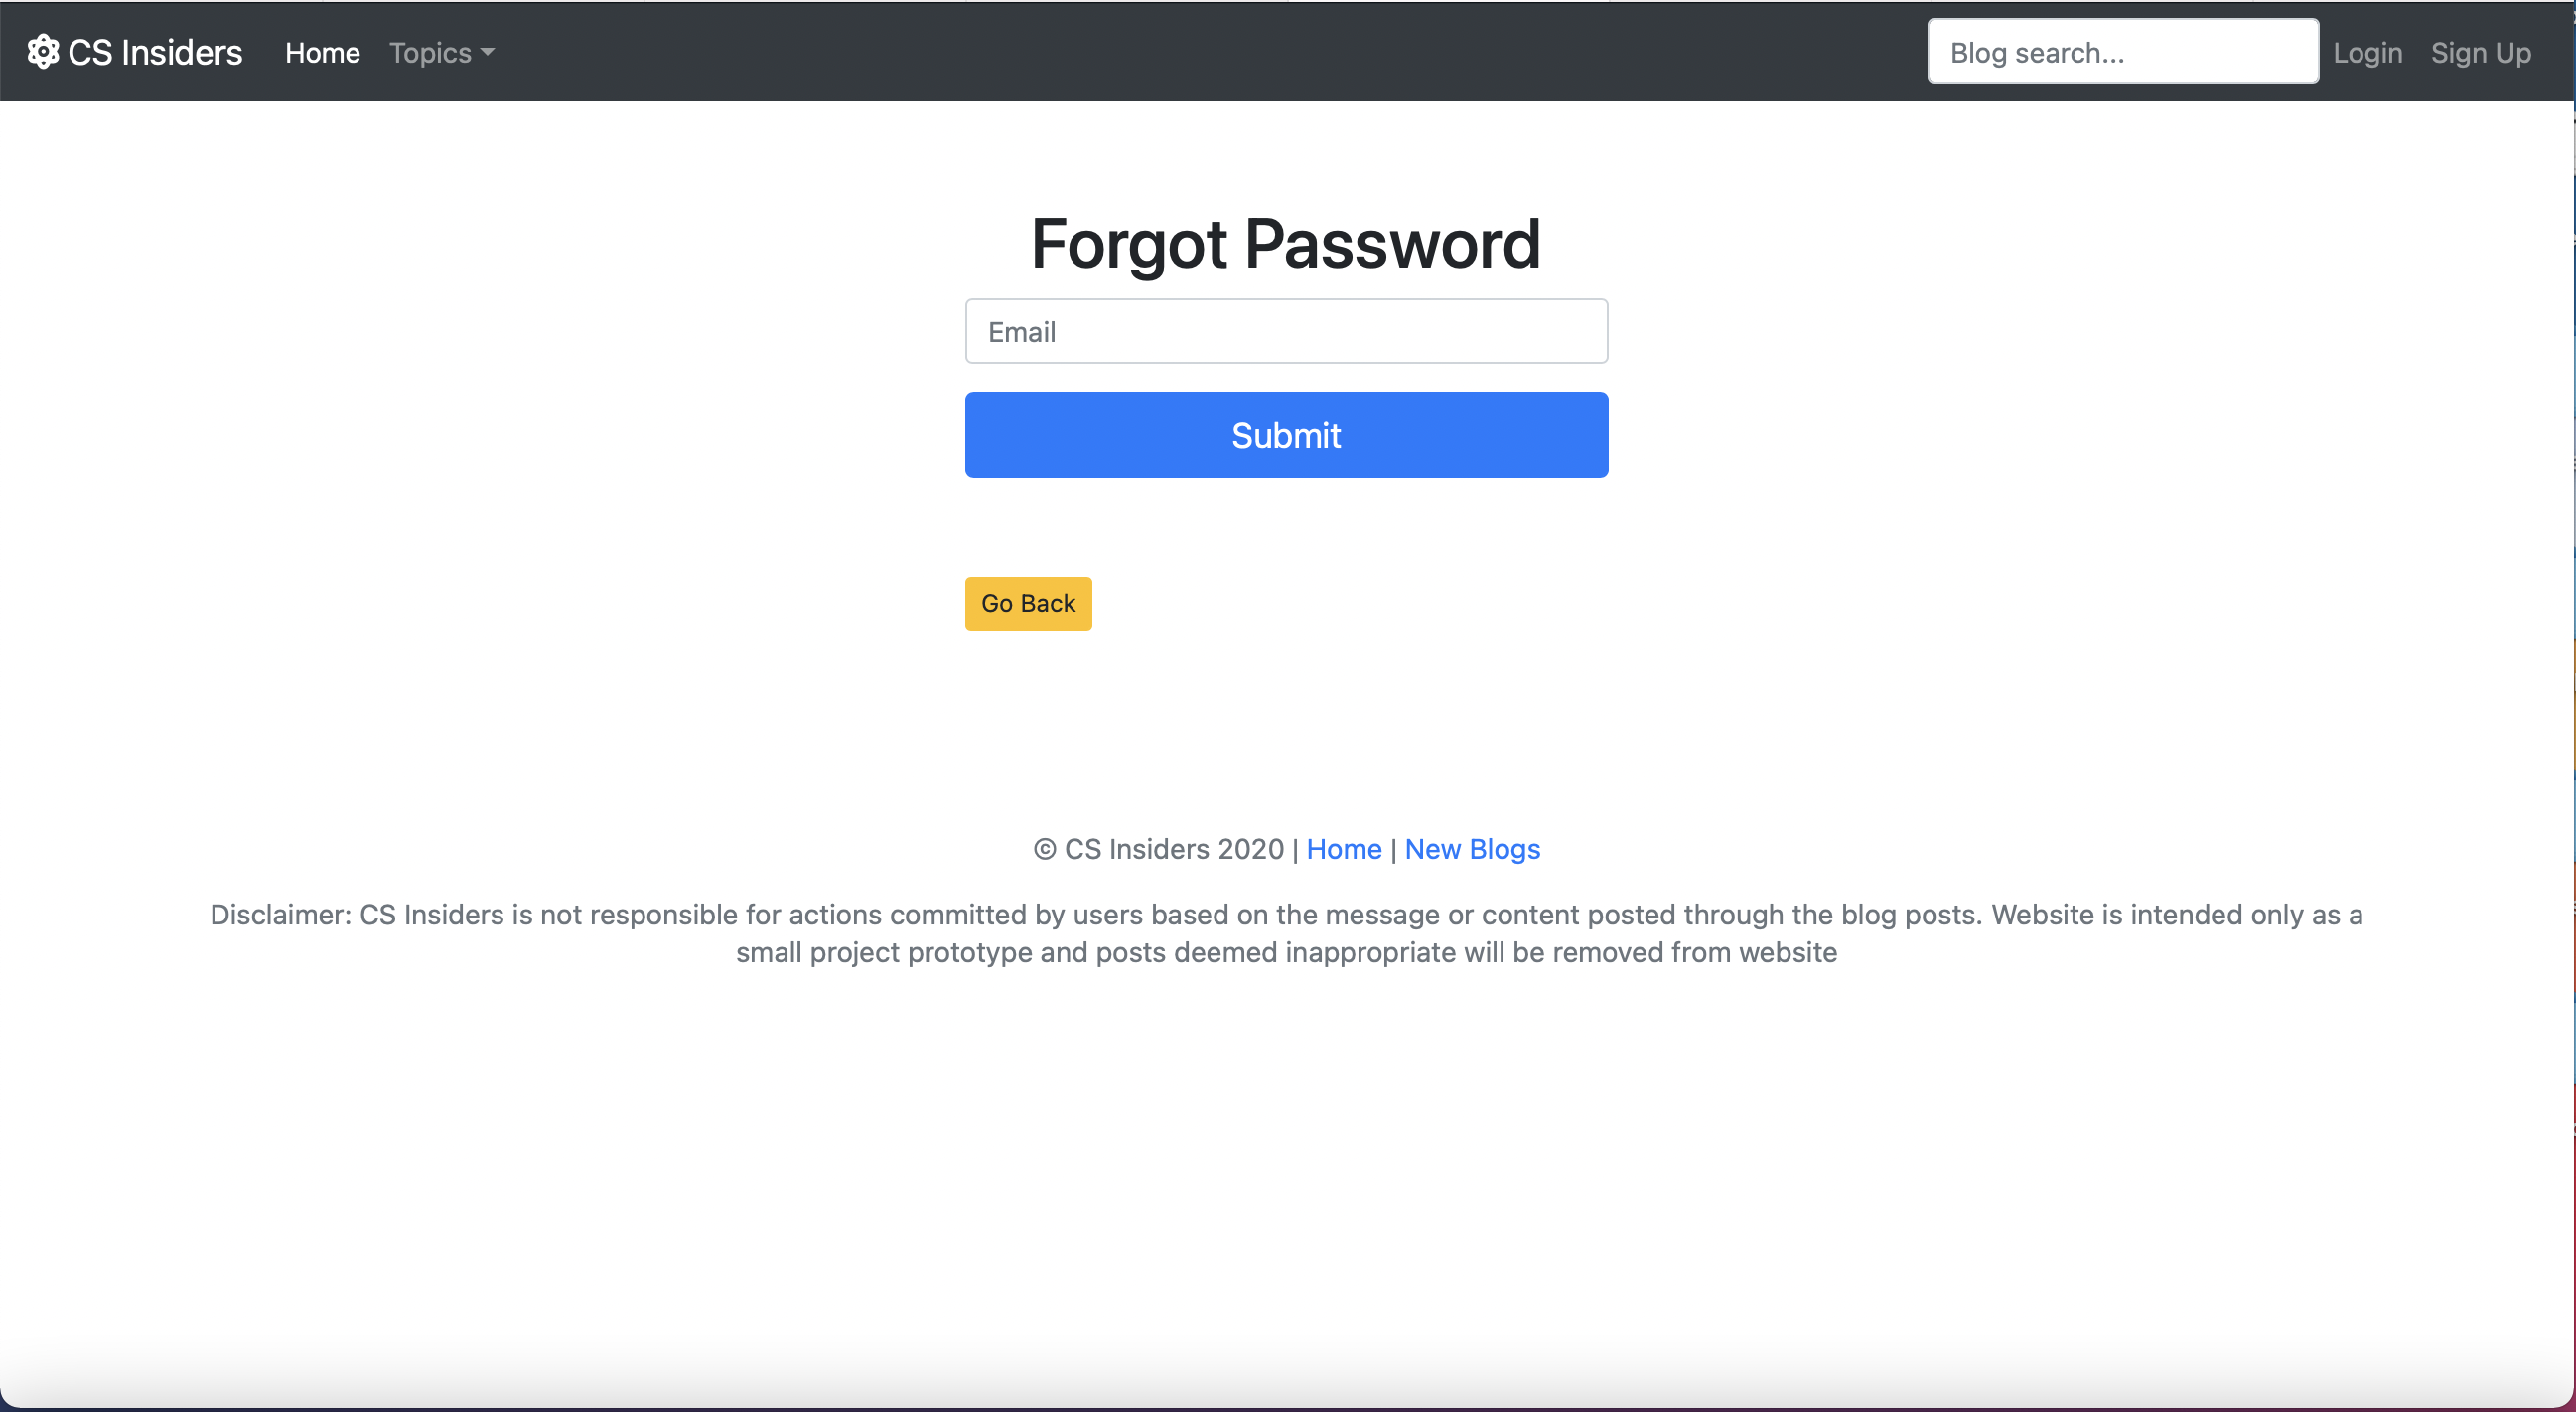 CS Insiders Home Topics Blog search... Login Sign Up
Forgot Password
Email
Submit
Go Back
© CS Insiders 2020 | Home | New Blogs
Disclaimer: CS Insiders is not responsible for actions committed by users based on the message or content posted through the blog posts. Website is intended only as a
small project prototype and posts deemed inappropriate will be removed from website